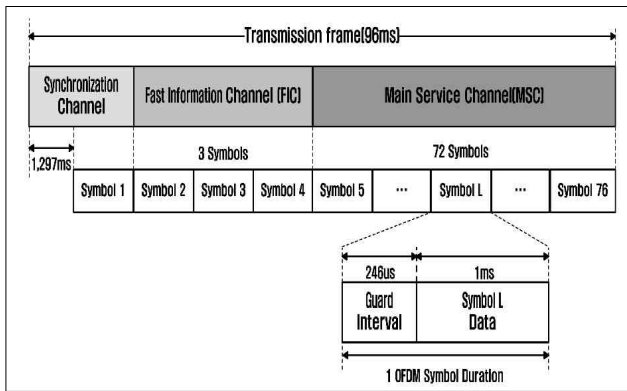 Transmission frame(96ms)
Synchronization
Channel
Fast Information Channel (FIC)
Main Service Channel(MSC)
1,297ms
3 Symbols
72 Symbols
Symbol 1
Symbol 2
Symbol 3
Symbol 4
Symbol 5
...
Symbol L
...
Symbol 76
246us
1ms
Guard
Interval
Symbol L
Data
1 OFDM Symbol Duration